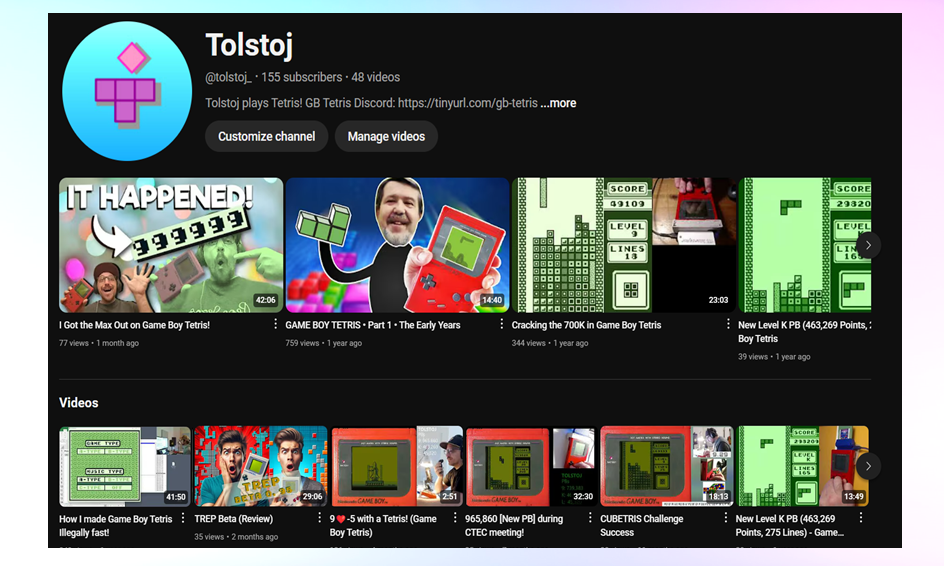 Tolstoj
@tolstoj_ • 155 subscribers • 48 videos
Tolstoj plays Tetris! GB Tetris Discord: https://tinyurl.com/gb-tetris ...more
Customize channel
Manage videos
IT HAPPENED!
999999
42:06
14:40
SCORE
49109
LEVEL
9
LINES
18
23:03
SCORE
29320
LEVEL
LINES
I Got the Max Out on Game Boy Tetris!
77 views • 1 month ago
GAME BOY TETRIS • Part 1 • The Early Years
759 views • 1 year ago
Cracking the 700K in Game Boy Tetris
344 views • 1 year ago
New Level K PB (463,269 Points, 2
Boy Tetris
39 views • 1 year ago
Videos
GAME TYPE
MUSIC TYPE
41:50
TREP
29:06
GAME BOY
2:51
GAME BOY
32:30
GAME BOY
18:13
SCORE
LEVEL
K
LINES
165
13:49
How I made Game Boy Tetris
Illegally fast!
TREP Beta (Review)
35 views • 2 months ago
9❤️-5 with a Tetris! (Game
Boy Tetris)
965,860 [New PB] during
CTEC meeting!
CUBETRIS Challenge
Success
New Level K PB (463,269
Points, 275 Lines) - Game...